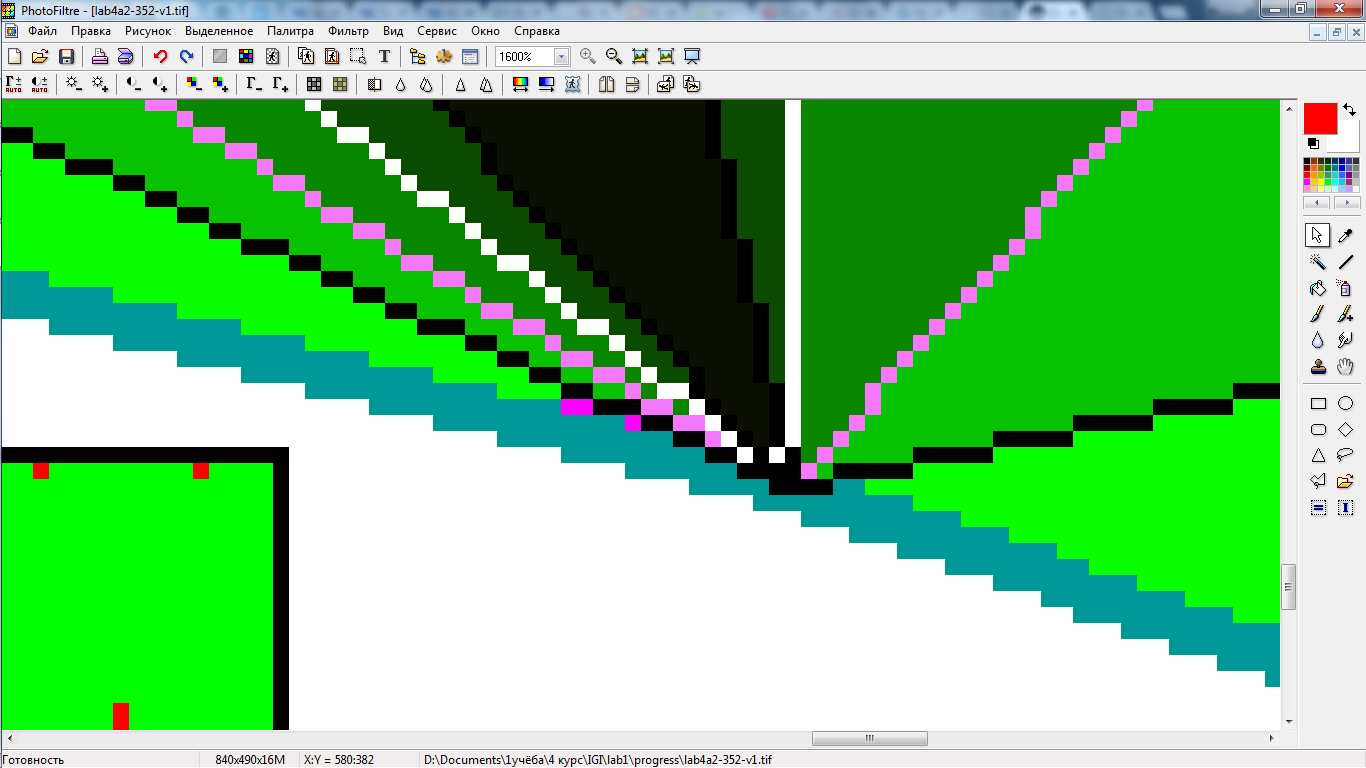 PhotoFiltre - [lab4a2-352-v1.tif]
Файл Правка Рисунок Выделенное Палитра Фильтр Вид Сервис Окно Справка
T 1600%
AUTO AUTO
Готовность 840x490x16M X:Y = 580:382 D:\Documents\1учёба\4 курс\IGI\lab1\progress\lab4a2-352-v1.tif